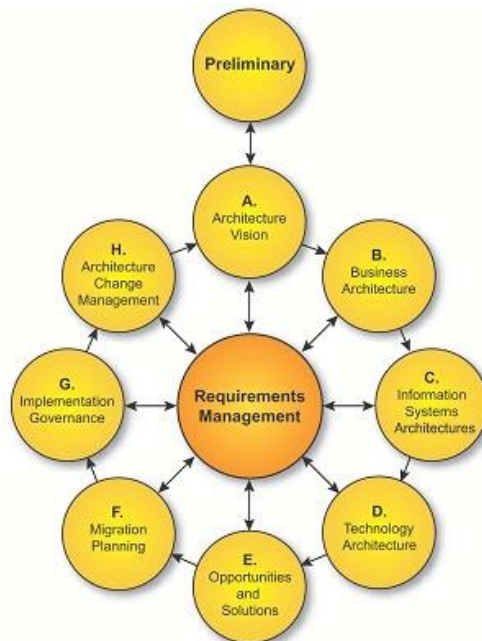 Preliminary
A.
Architecture
Vision
B.
Business
Architecture
C.
Information
Systems
Architectures
D.
Technology
Architecture
E.
Opportunities
and
Solutions
F.
Migration
Planning
G.
Implementation
Governance
H.
Architecture
Change
Management
Requirements
Management